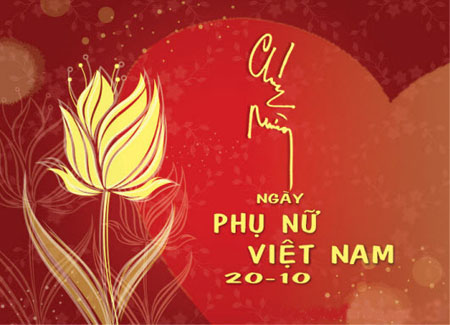 Chúc
Mừng
NGÀY
PHỤ NỮ
VIỆT NAM
20-10